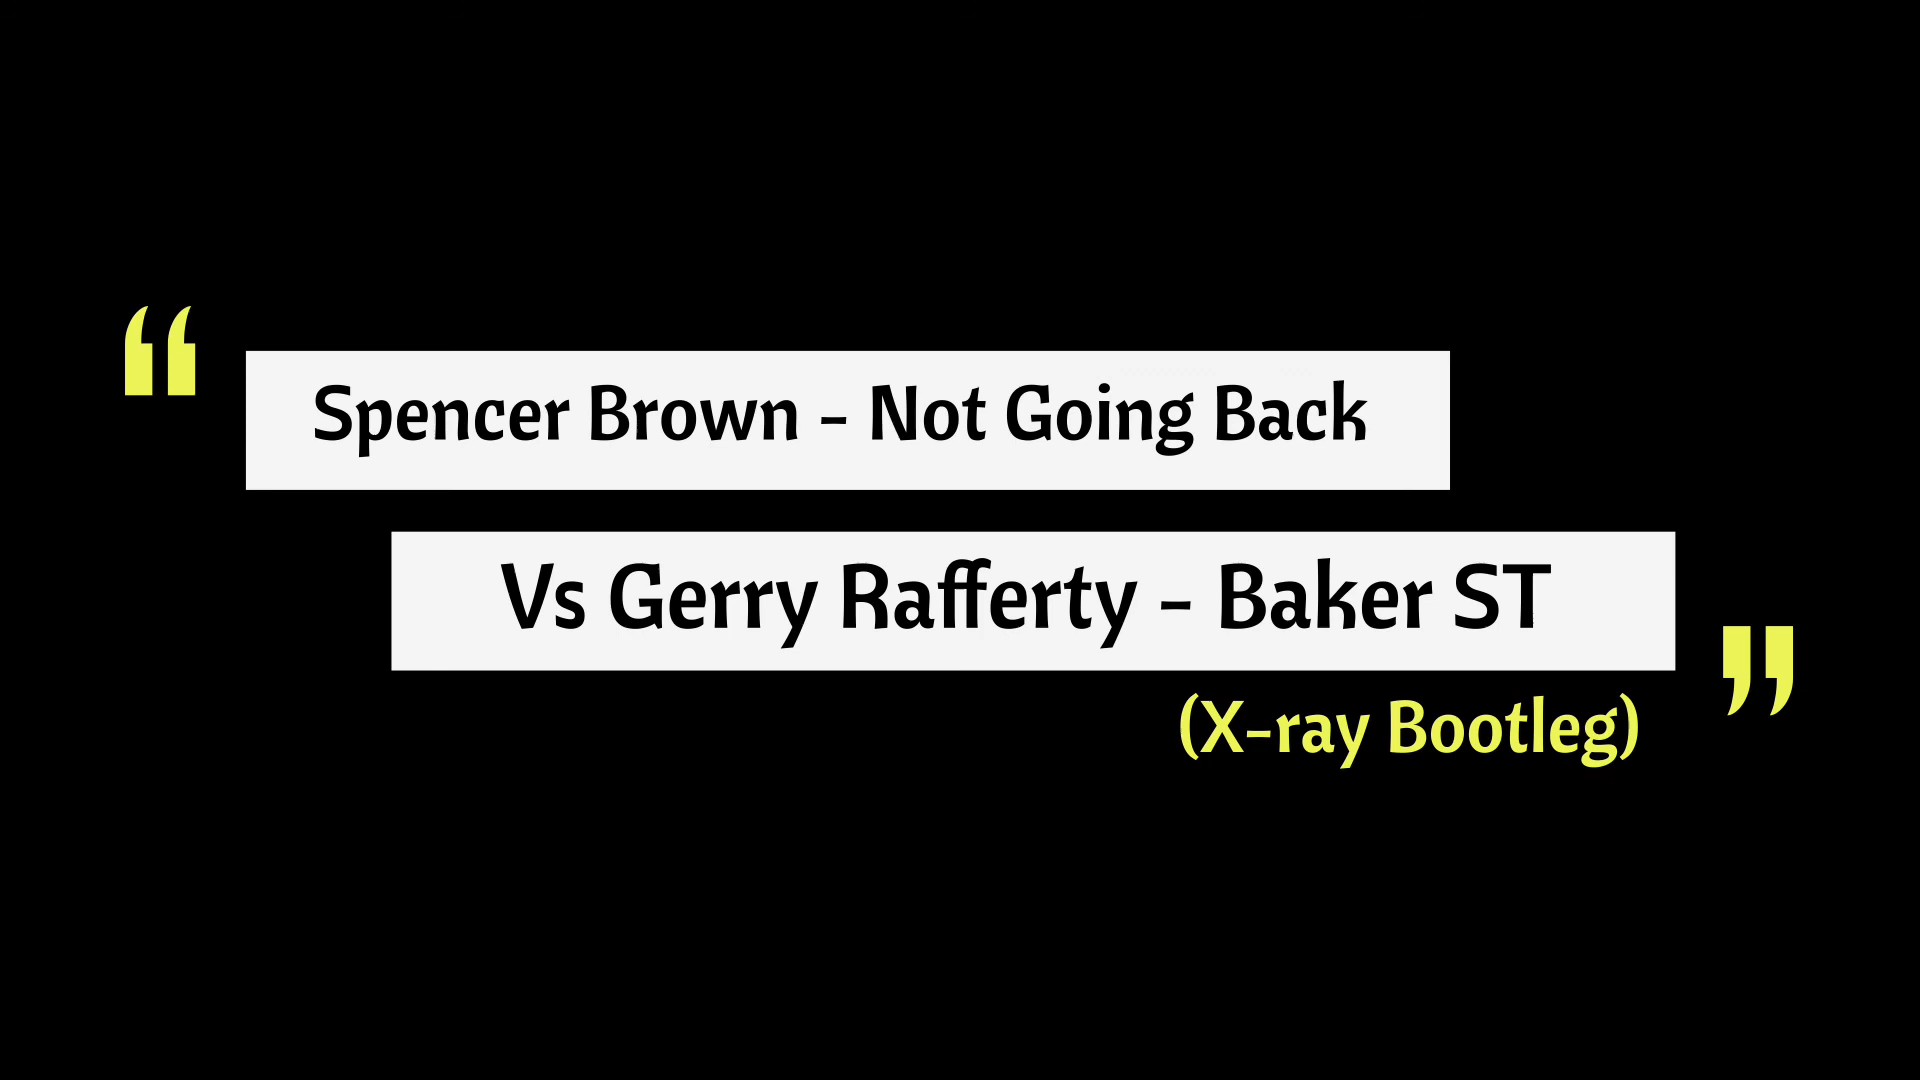 “Spencer Brown - Not Going Back
Vs Gerry Rafferty - Baker ST”
(X-ray Bootleg)